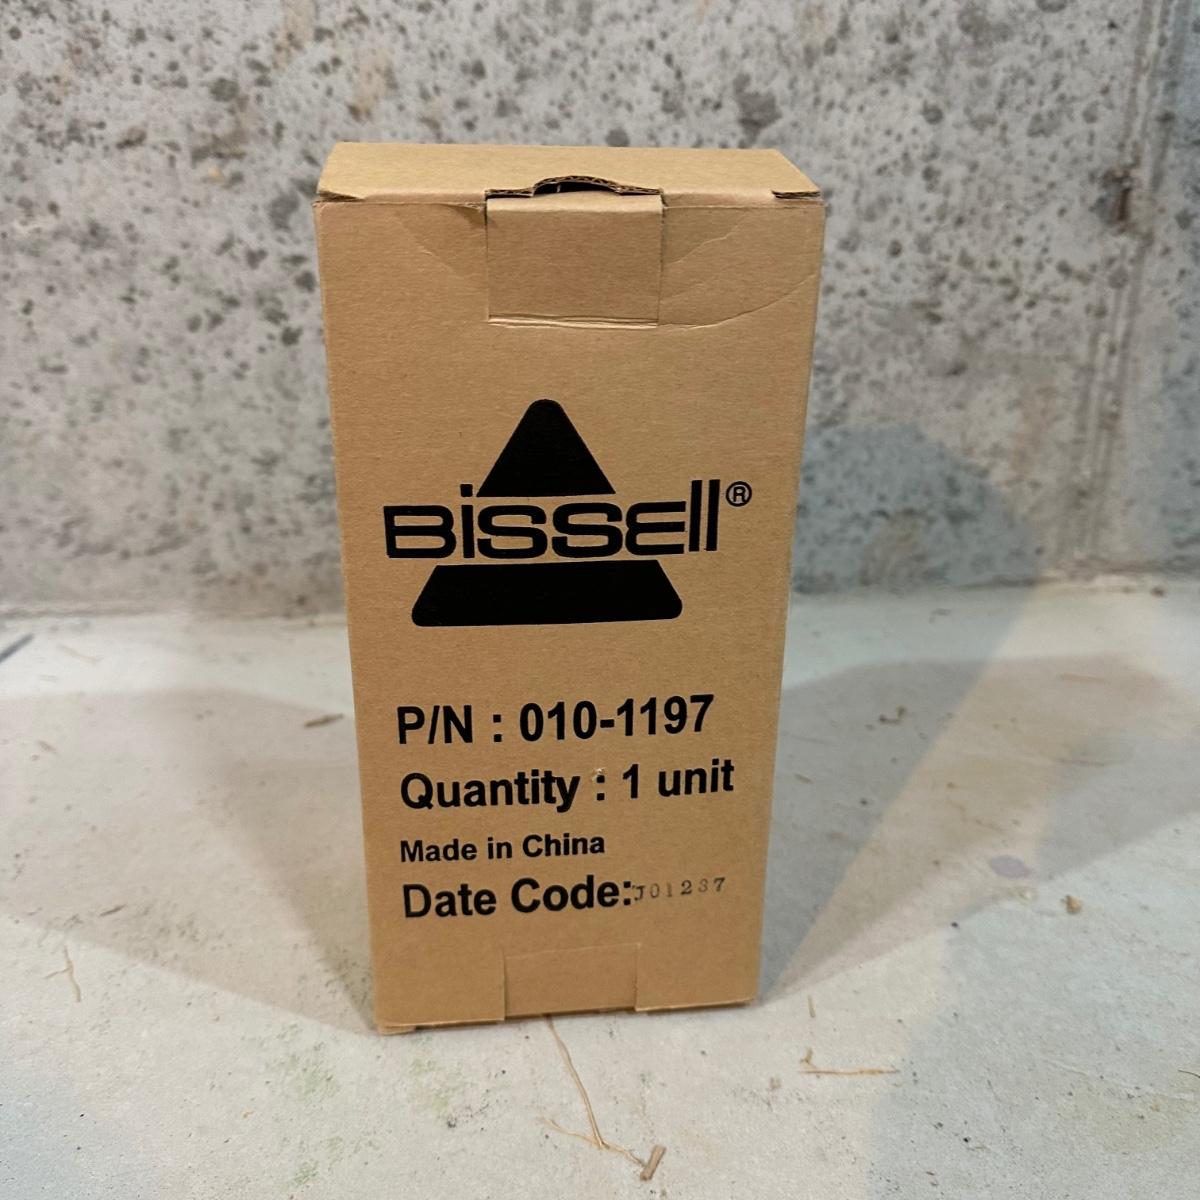 BiSSEll®
P/N : 010-1197
Quantity : 1 unit
Made in China
Date Code: J01237